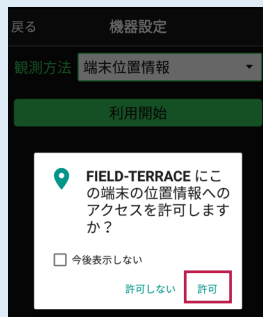 戻る 機器設定
観測方法 端末位置情報
利用開始
FIELD-TERRACE にこ
の端末の位置情報への
アクセスを許可します
か？
今後表示しない
許可しない 許可